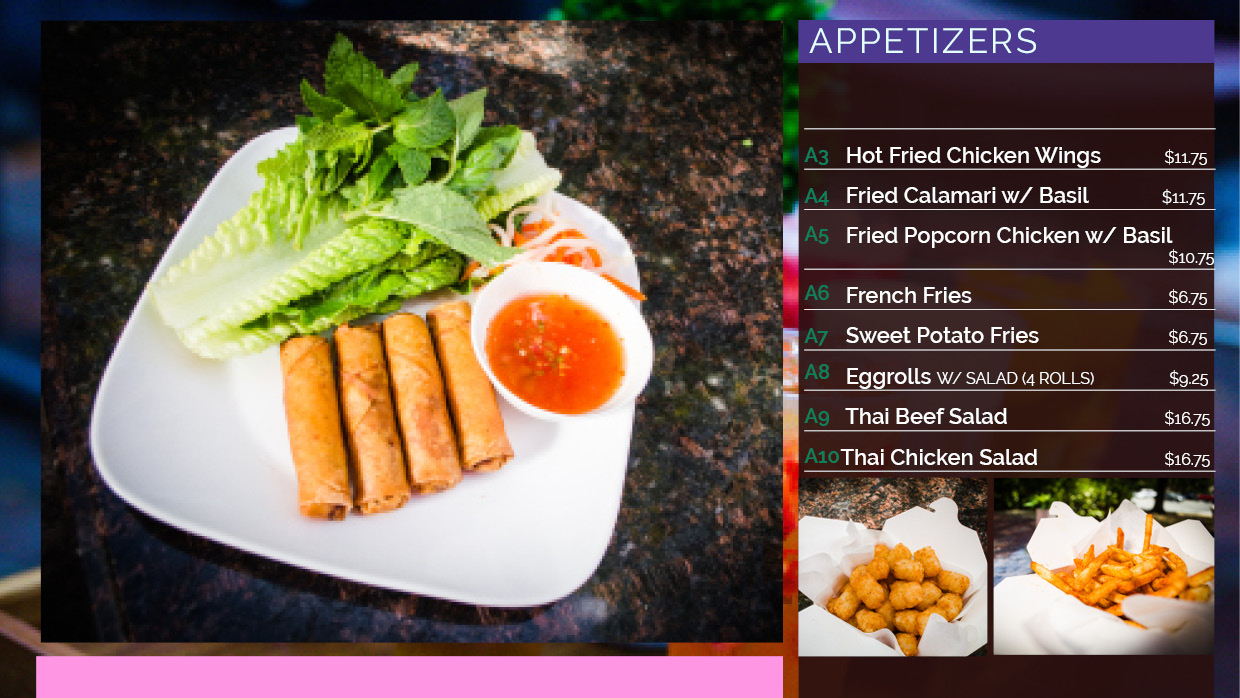 APPETIZERS
A3 Hot Fried Chicken Wings $11.75
A4 Fried Calamari w/ Basil $11.75
A5 Fried Popcorn Chicken w/ Basil
$10.75
A6 French Fries $6.75
A7 Sweet Potato Fries $6.75
A8 Eggrolls W/ SALAD (4 ROLLS) $9.25
A9 Thai Beef Salad $16.75
A10 Thai Chicken Salad $16.75